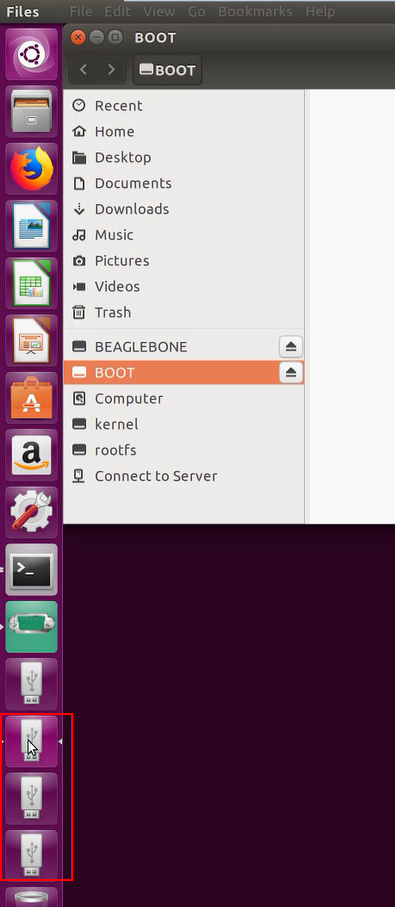 Files File Edit View Go Bookmarks Help
BOOT
BOOT
Recent
Home
Desktop
Documents
Downloads
Music
Pictures
Videos
Trash
BEAGLEBONE
BOOT
Computer
kernel
rootfs
Connect to Server